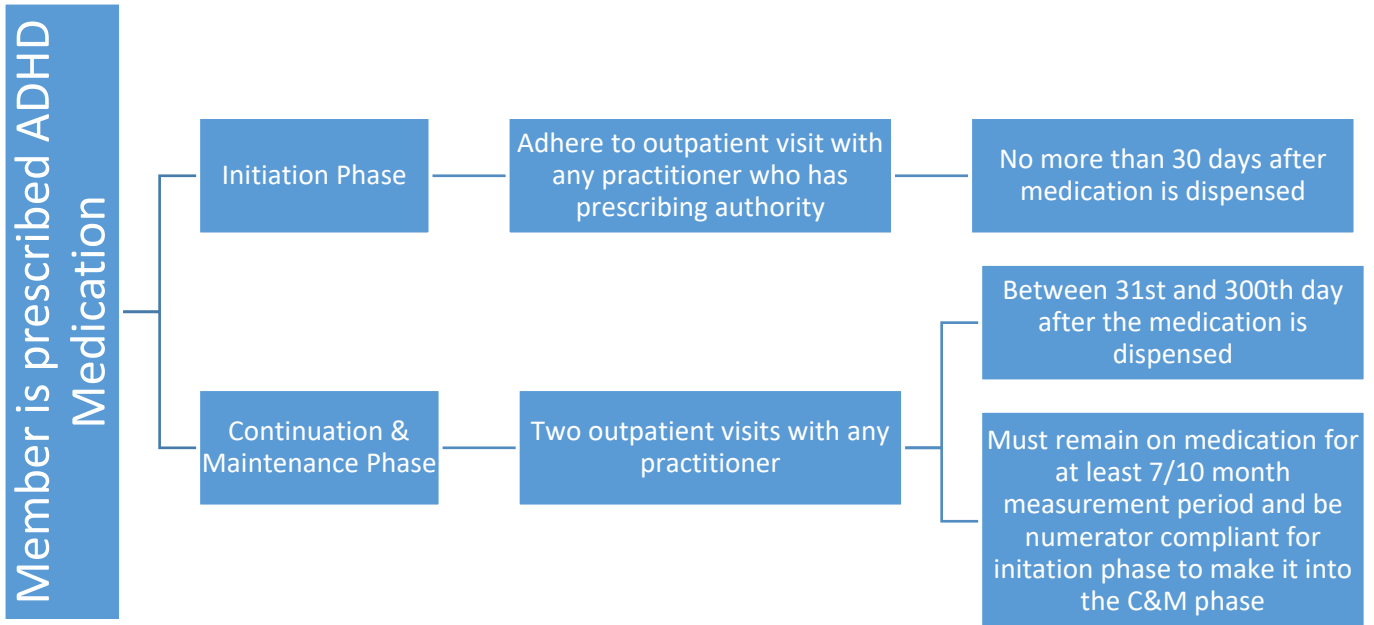 Member is prescribed ADHD
Medication
Initiation Phase
Adhere to outpatient visit with
any practitioner who has
prescribing authority
No more than 30 days after
medication is dispensed
Continuation &
Maintenance Phase
Two outpatient visits with any
practitioner
Between 31st and 300th day
after the medication is
dispensed
Must remain on medication for
at least 7/10 month
measurement period and be
numerator compliant for
initation phase to make it into
the C&M phase